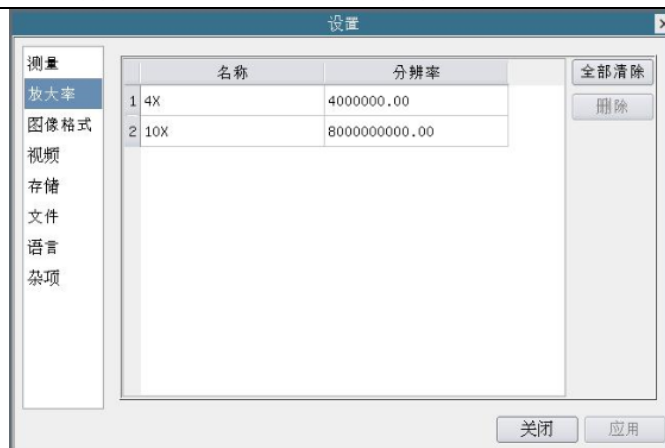 设置
测量
放大率
图像格式
视频
存储
文件
语言
杂项
名称 分辨率
1 4X 4000000.00
2 10X 8000000000.00
全部清除
删除
关闭 应用